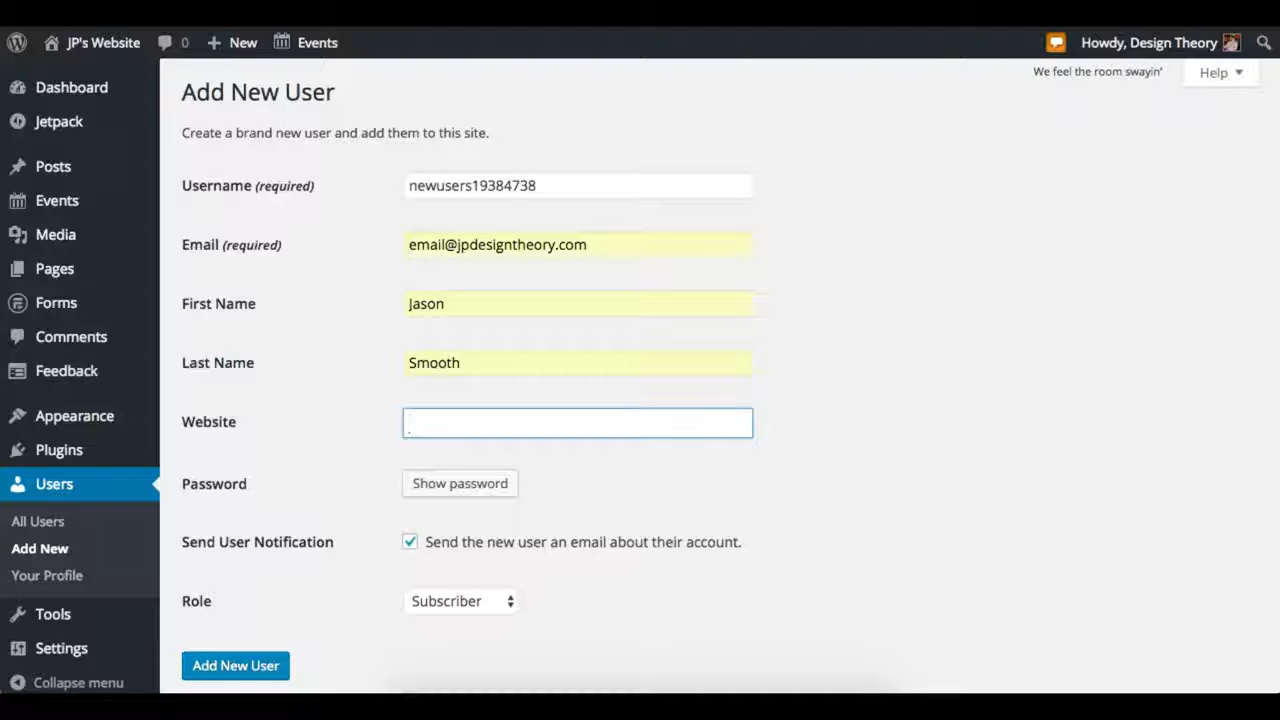 JP's Website 0 New Events Howdy, Design Theory
We feel the room swayin' Help
Dashboard
Jetpack
Posts
Events
Media
Pages
Forms
Comments
Feedback
Appearance
Plugins
Users
All Users
Add New
Your Profile
Tools
Settings
Collapse menu
Add New User
Create a brand new user and add them to this site.
Username (required) newusers19384738
Email (required) email@jpdesigntheory.com
First Name Jason
Last Name Smooth
Website
Password Show password
Send User Notification Send the new user an email about their account.
Role Subscriber
Add New User